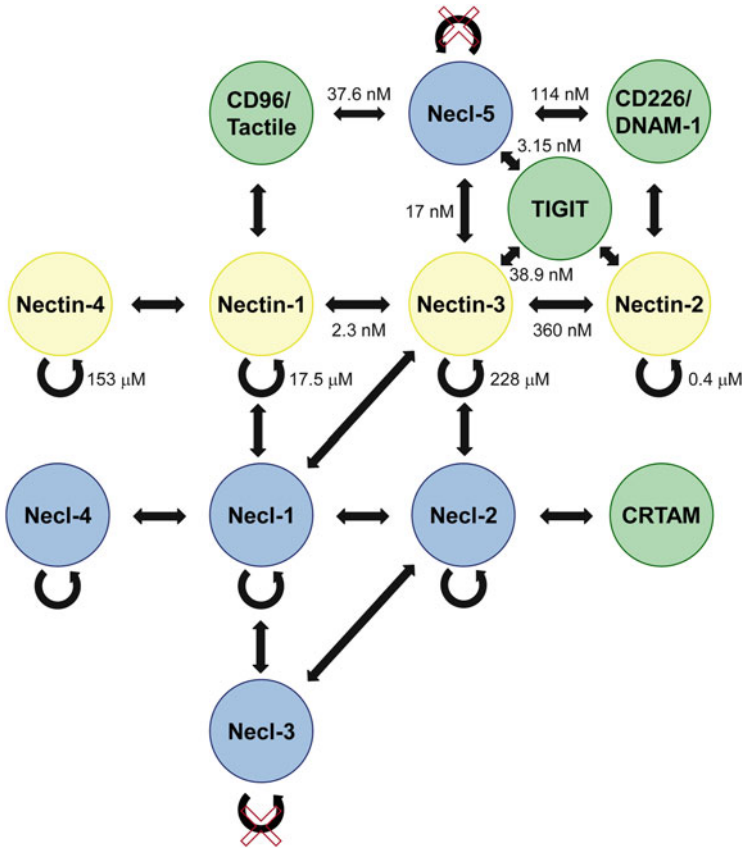 CD96/
Tactile
37.6 nM
Necl-5
114 nM
CD226/
DNAM-1
3.15 nM
TIGIT
17 nM
38.9 nM
Nectin-4
Nectin-1
2.3 nM
Nectin-3
360 nM
Nectin-2
153 μM
17.5 μM
228 μM
0.4 μM
Necl-4
Necl-1
Necl-2
CRTAM
Necl-3